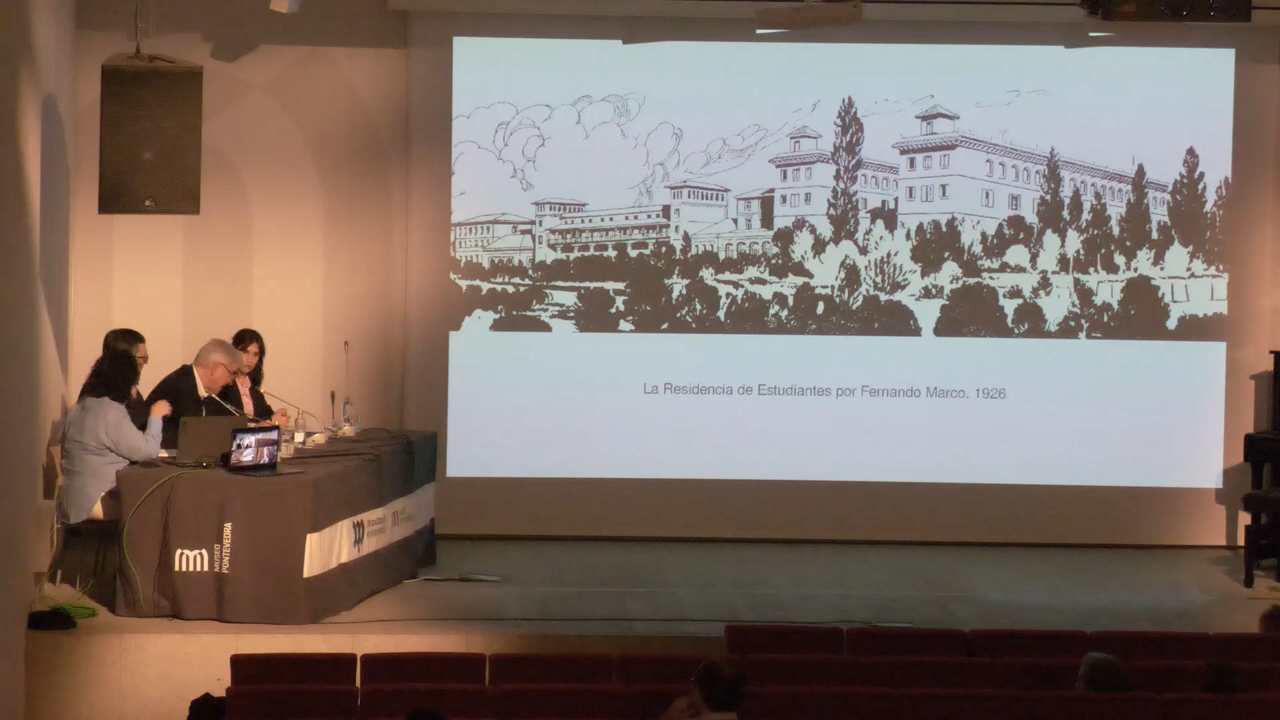 La Residencia de Estudiantes por Fernando Marco. 1926
MUSEO
PONTEVEDRA